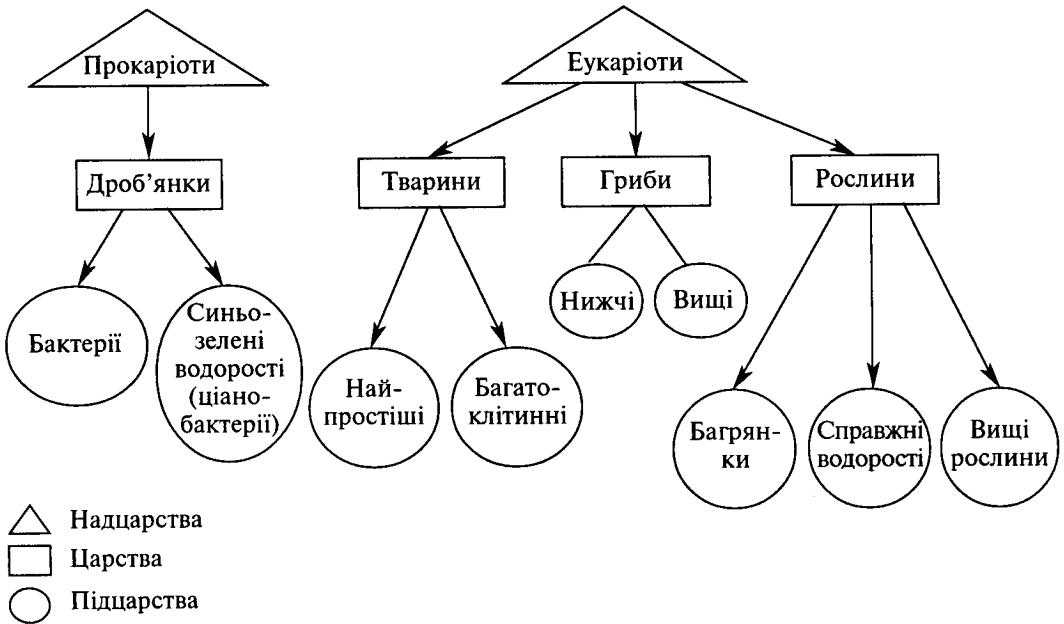 Прокаріоти
Еукаріоти
Дроб’янки
Тварини
Гриби
Рослини
Бактерії
Синьо-
зелені
водорості
(ціано-
бактерії)
Най-
простіші
Багато-
клітинні
Нижчі
Вищі
Багрян-
ки
Справжні
водорості
Вищі
рослини
Надцарства
Царства
Підцарства